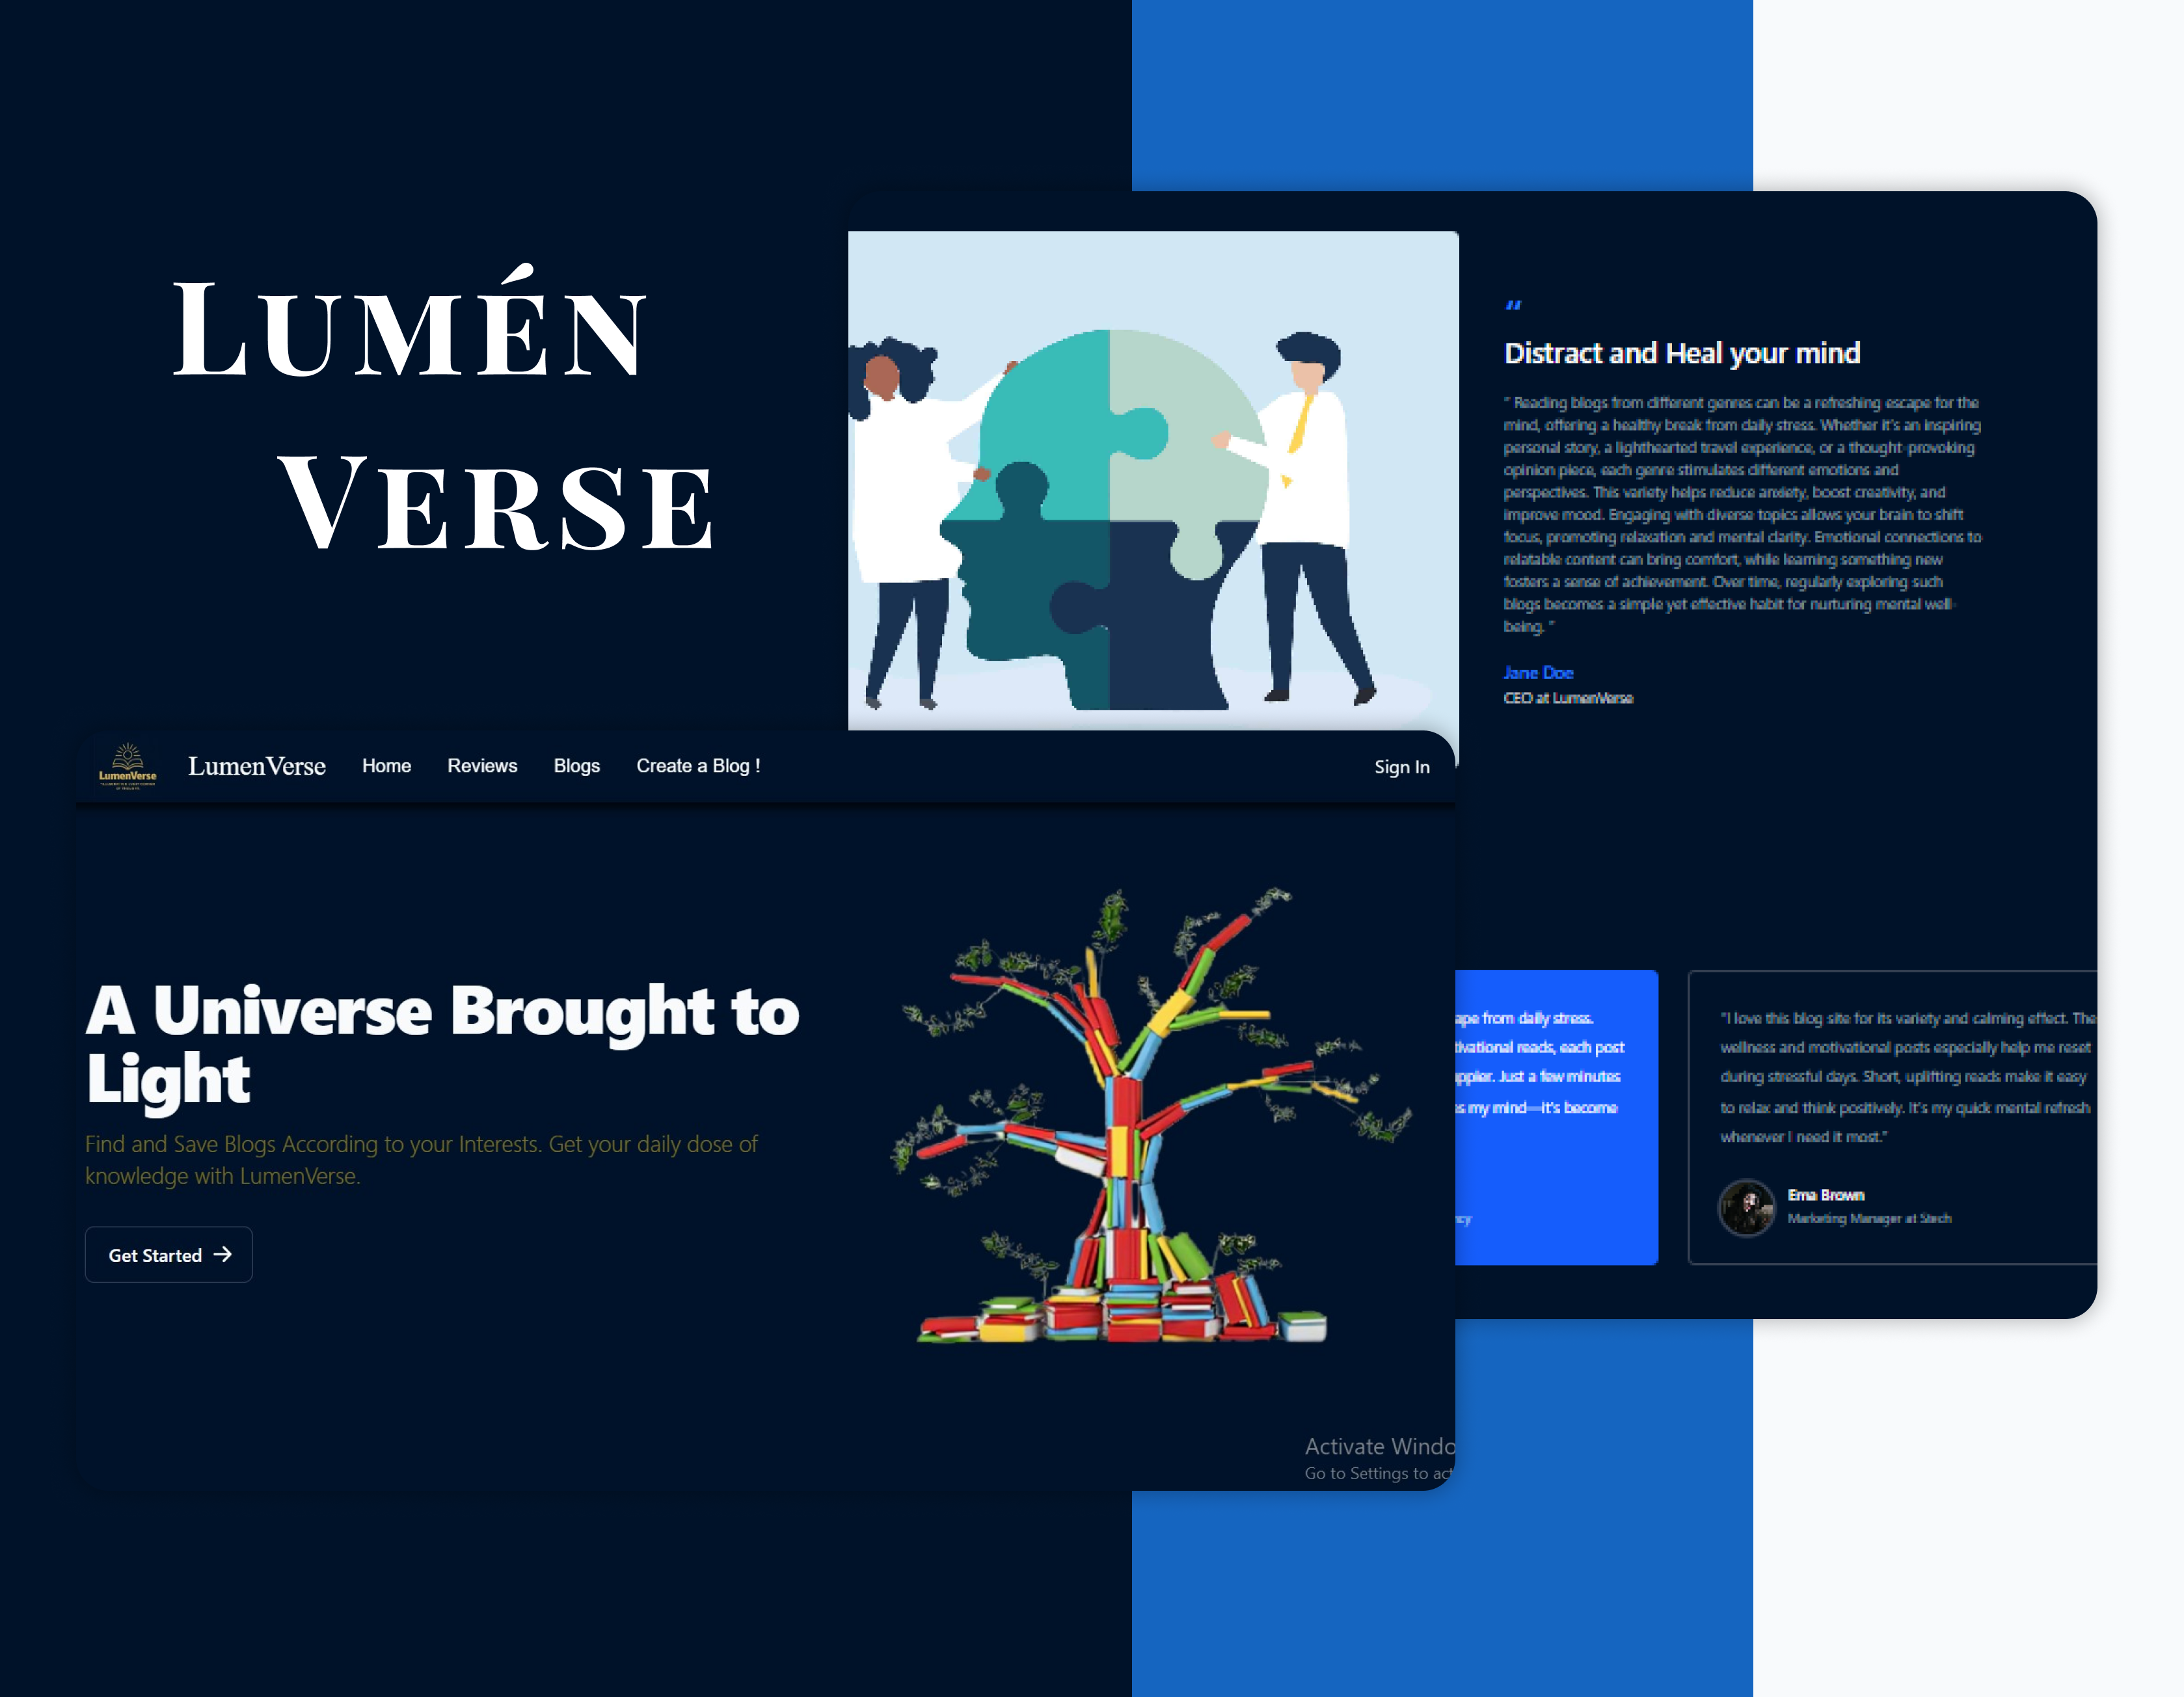 LUMÉN
VERSE
“
Distract and Heal your mind
" Reading blogs from different genres can be a refreshing escape for the
mind, offering a healthy break from daily stress. Whether it's an inspiring
personal story, a lighthearted travel experience, or a thought-provoking
opinion piece, each genre stimulates different emotions and
perspectives. This variety helps reduce anxiety, boost creativity, and
improve mood. Engaging with diverse topics allows your brain to shift
focus, promoting relaxation and mental clarity. Emotional connections to
relatable content can bring comfort, while learning something new
fosters a sense of achievement. Over time, regularly exploring such
blogs becomes a simple yet effective habit for nurturing mental well-
being. "
Jane Doe
CEO at LumenVerse
LumenVerse
LumenVerse Home Reviews Blogs Create a Blog ! Sign In
A Universe Brought to
Light
Find and Save Blogs According to your Interests. Get your daily dose of
knowledge with LumenVerse.
Get Started →
Activate Windo
Go to Settings to act
ape from daily stress.
tivational reads, each post
ppier. Just a few minutes
s my mind—it's become
cy
"I love this blog site for its variety and calming effect. The
wellness and motivational posts especially help me reset
during stressful days. Short, uplifting reads make it easy
to relax and think positively. It's my quick mental refresh
whenever I need it most."
Ema Brown
Marketing Manager at Stech